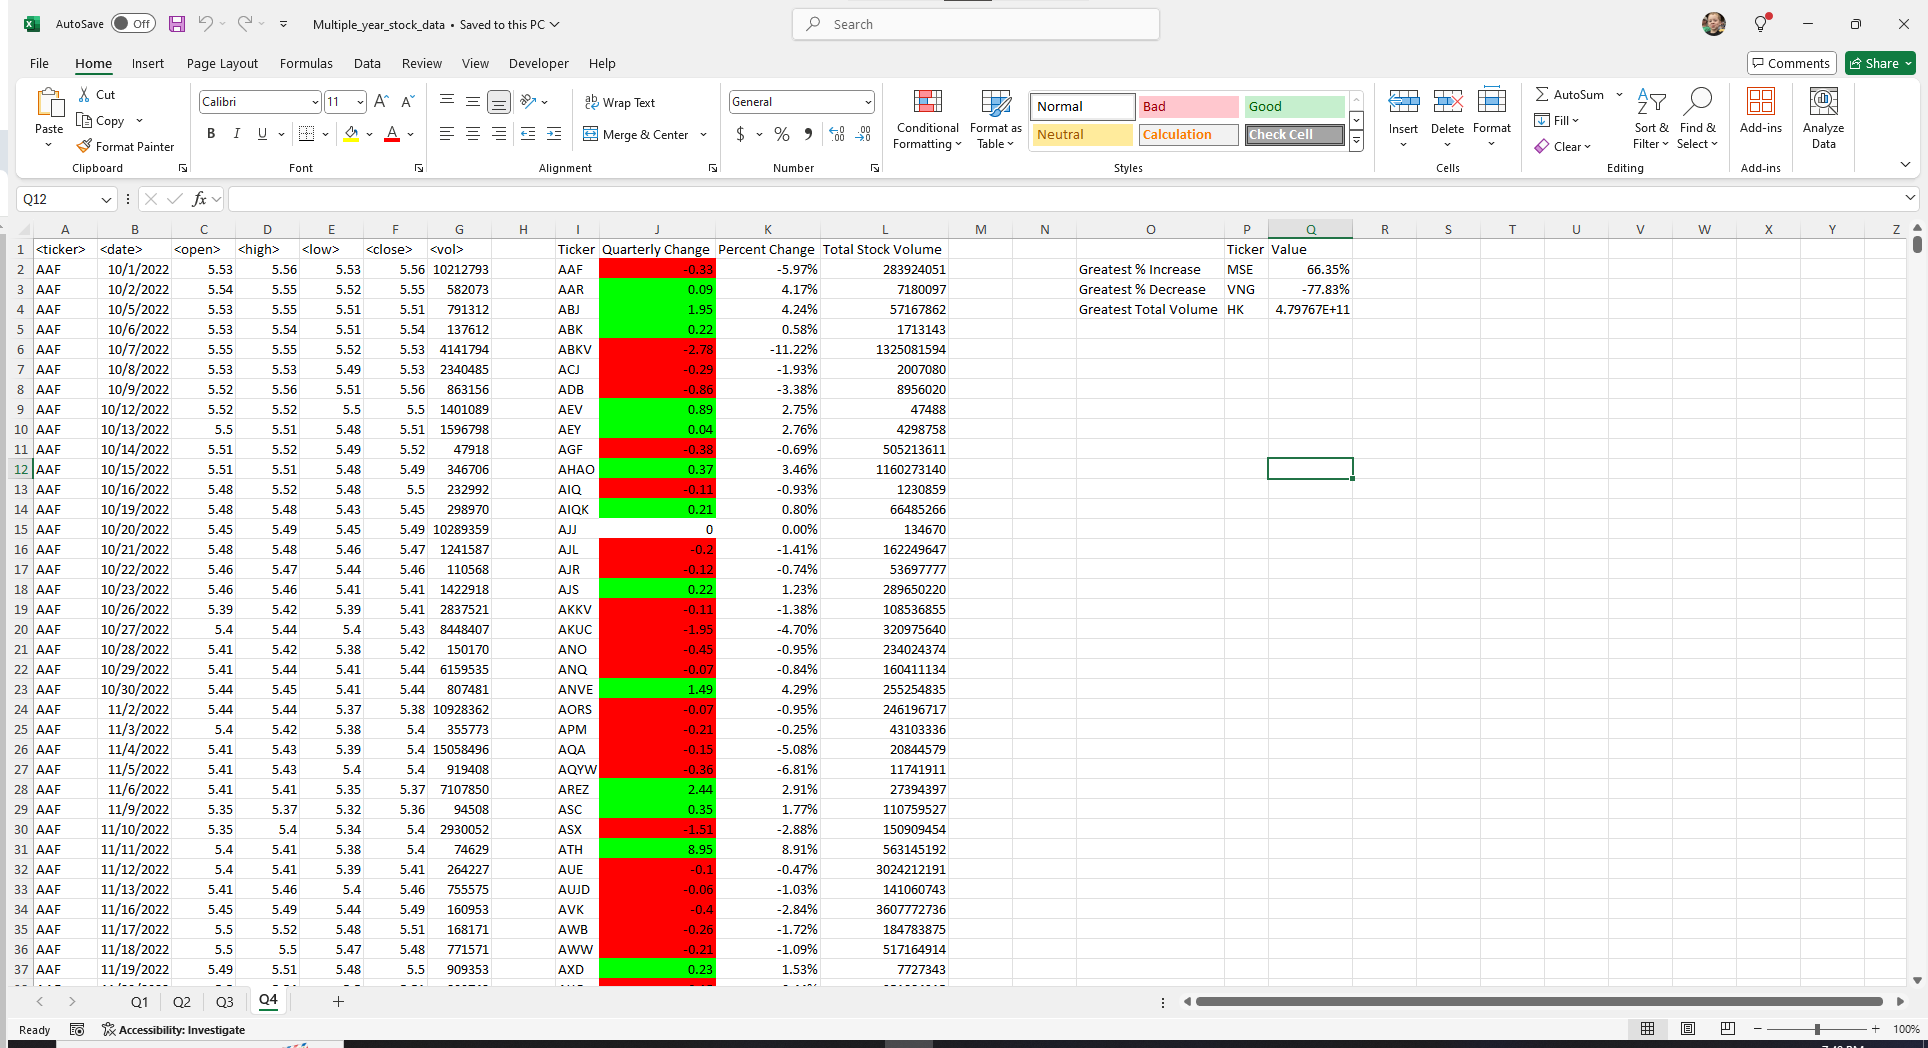 AutoSave Off Multiple_year_stock_data • Saved to this PC Search
File Home Insert Page Layout Formulas Data Review View Developer Help Comments Share
Paste Cut Copy Format Painter Clipboard
Calibri 11 A A B I U A Font
ab Wrap Text Merge & Center Alignment
General $ % 9 .00 Number
Conditional Formatting Format as Table Normal Bad Good Neutral Calculation Check Cell Styles
Insert Delete Format Cells
AutoSum Fill Clear Sort & Filter Find & Select Editing
Add-ins Add-ins Analyze Data
Q12 fx
A B C D E F G H I J K L M N O P Q R S T U V W X Y Z
1 <ticker> <date> <open> <high> <low> <close> <vol> Ticker Quarterly Change Percent Change Total Stock Volume Ticker Value
2 AAF 10/1/2022 5.53 5.56 5.53 5.56 10212793 AAF -0.33 -5.97% 283924051 Greatest % Increase MSE 66.35%
3 AAF 10/2/2022 5.54 5.55 5.52 5.55 582073 AAR 0.09 4.17% 7180097 Greatest % Decrease VNG -77.83%
4 AAF 10/5/2022 5.53 5.55 5.51 5.51 791312 ABJ 1.95 4.24% 57167862 Greatest Total Volume HK 4.79767E+11
5 AAF 10/6/2022 5.53 5.54 5.51 5.54 137612 ABK 0.22 0.58% 1713143
6 AAF 10/7/2022 5.55 5.55 5.52 5.53 4141794 ABKV -2.78 -11.22% 1325081594
7 AAF 10/8/2022 5.53 5.53 5.49 5.53 2340485 ACJ -0.29 -1.93% 2007080
8 AAF 10/9/2022 5.52 5.56 5.51 5.56 863156 ADB -0.86 -3.38% 8956020
9 AAF 10/12/2022 5.52 5.52 5.5 5.5 1401089 AEV 0.89 2.75% 47488
10 AAF 10/13/2022 5.5 5.51 5.48 5.51 1596798 AEY 0.04 2.76% 4298758
11 AAF 10/14/2022 5.51 5.52 5.49 5.52 47918 AGF -0.38 -0.69% 505213611
12 AAF 10/15/2022 5.51 5.51 5.48 5.49 346706 AHAO 0.37 3.46% 1160273140
13 AAF 10/16/2022 5.48 5.52 5.48 5.5 232992 AIQ -0.11 -0.93% 1230859
14 AAF 10/19/2022 5.48 5.48 5.43 5.45 298970 AIQK 0.21 0.80% 66485266
15 AAF 10/20/2022 5.45 5.49 5.45 5.49 10289359 AJJ 0 0.00% 134670
16 AAF 10/21/2022 5.48 5.48 5.46 5.47 1241587 AJL -0.2 -1.41% 162249647
17 AAF 10/22/2022 5.46 5.47 5.44 5.46 110568 AJR -0.12 -0.74% 53697777
18 AAF 10/23/2022 5.46 5.46 5.41 5.41 1422918 AJS 0.22 1.23% 289650220
19 AAF 10/26/2022 5.39 5.42 5.39 5.41 2837521 AKKV -0.11 -1.38% 108536855
20 AAF 10/27/2022 5.4 5.44 5.4 5.43 8448407 AKUC -1.95 -4.70% 320975640
21 AAF 10/28/2022 5.41 5.42 5.38 5.42 150170 ANO -0.45 -0.95% 234024374
22 AAF 10/29/2022 5.41 5.44 5.41 5.44 6159535 ANQ -0.07 -0.84% 160411134
23 AAF 10/30/2022 5.44 5.45 5.41 5.44 807481 ANVE 1.49 4.29% 255254835
24 AAF 11/2/2022 5.44 5.44 5.37 5.38 10928362 AORS -0.07 -0.95% 246196717
25 AAF 11/3/2022 5.4 5.42 5.38 5.4 355773 APM -0.21 -0.25% 43103336
26 AAF 11/4/2022 5.41 5.43 5.39 5.4 15058496 AQA -0.15 -5.08% 20844579
27 AAF 11/5/2022 5.41 5.43 5.4 5.4 919408 AQYW -0.36 -6.81% 11741911
28 AAF 11/6/2022 5.41 5.41 5.35 5.37 7107850 AREZ 2.44 2.91% 27394397
29 AAF 11/9/2022 5.35 5.37 5.32 5.36 94508 ASC 0.35 1.77% 110759527
30 AAF 11/10/2022 5.35 5.4 5.34 5.4 2930052 ASX -1.51 -2.88% 150909454
31 AAF 11/11/2022 5.4 5.41 5.38 5.4 74629 ATH 8.95 8.91% 563145192
32 AAF 11/12/2022 5.4 5.41 5.39 5.41 264227 AUE -0.1 -0.47% 3024212191
33 AAF 11/13/2022 5.41 5.46 5.4 5.46 755575 AUJD -0.06 -1.03% 141060743
34 AAF 11/16/2022 5.45 5.49 5.44 5.49 160953 AVK -0.4 -2.84% 3607772736
35 AAF 11/17/2022 5.5 5.52 5.48 5.51 168171 AWB -0.26 -1.72% 184783875
36 AAF 11/18/2022 5.5 5.5 5.47 5.48 771571 AWW -0.21 -1.09% 517164914
37 AAF 11/19/2022 5.49 5.51 5.48 5.5 909353 AXD 0.23 1.53% 7727343
Q1 Q2 Q3 Q4
Ready Accessibility: Investigate 100%